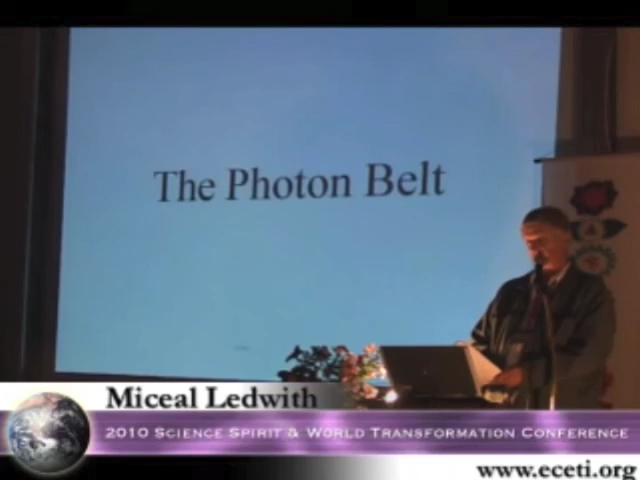 The Photon Belt
Miceal Ledwith
2010 Science Spirit & World Transformation Conference
www.eceti.org